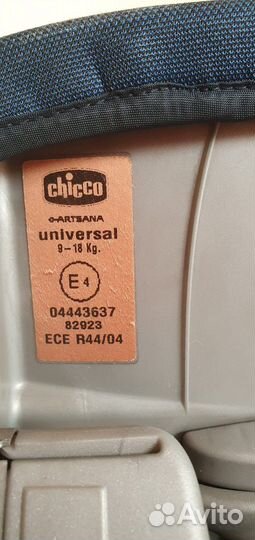 chicco
ARTSANA
universal
9-18 Kg.
E4
04443637
82923
ECE R44/04
Avito